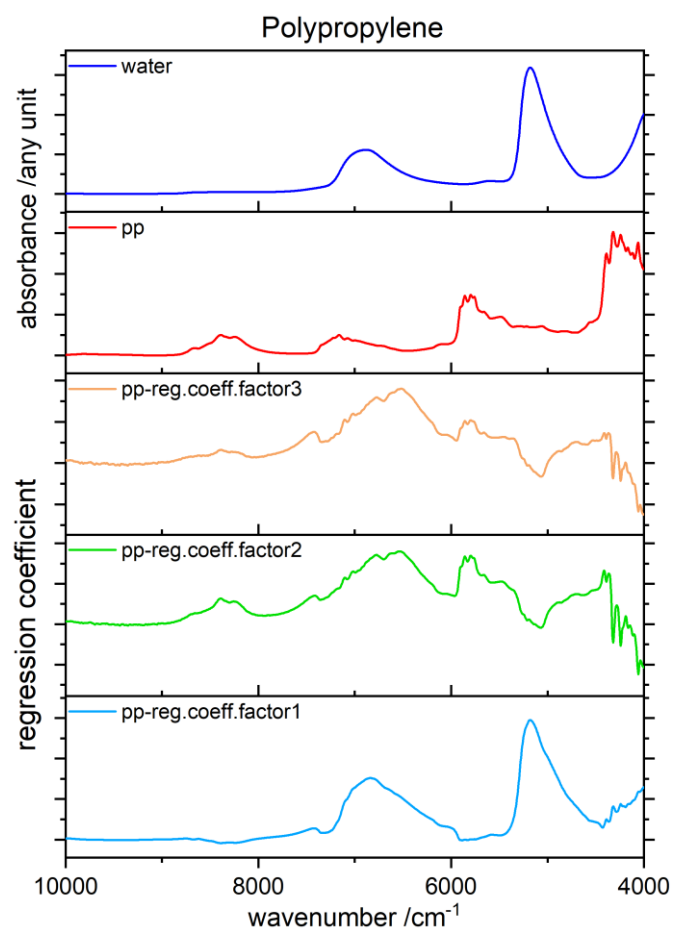 Polypropylene
absorbance /any unit
water
pp
regression coefficient
pp-reg.coeff.factor3
pp-reg.coeff.factor2
pp-reg.coeff.factor1
10000 8000 6000 4000
wavenumber /cm⁻¹